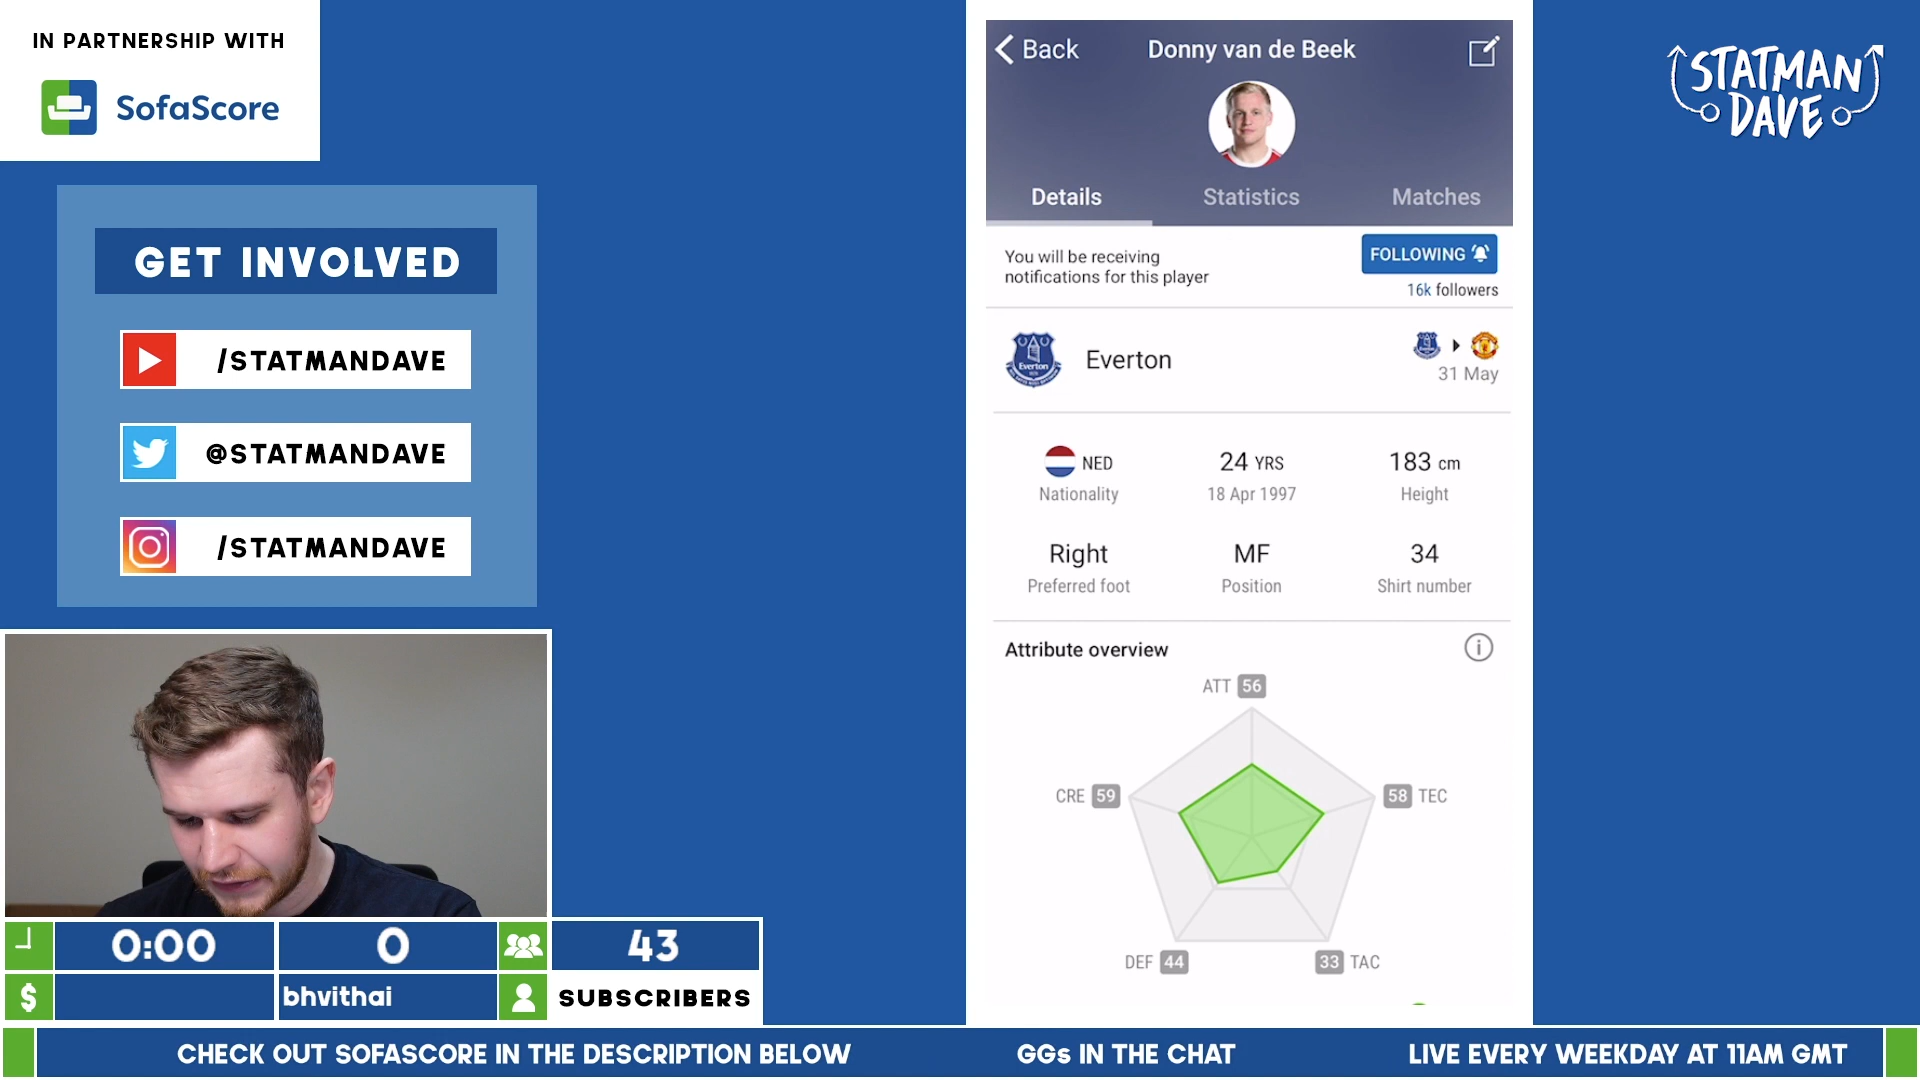 IN PARTNERSHIP WITH
SofaScore
GET INVOLVED
/STATMANDAVE
@STATMANDAVE
/STATMANDAVE
0:00
0
43
$
bhvithai
SUBSCRIBERS
Back
Donny van de Beek
Details
Statistics
Matches
You will be receiving
notifications for this player
FOLLOWING
16k followers
Everton
Everton
31 May
NED
Nationality
24 YRS
18 Apr 1997
183 cm
Height
Right
Preferred foot
MF
Position
34
Shirt number
Attribute overview
ATT 56
CRE 59
58 TEC
DEF 44
33 TAC
STATMAN
DAVE
CHECK OUT SOFASCORE IN THE DESCRIPTION BELOW
GGs IN THE CHAT
LIVE EVERY WEEKDAY AT 11AM GMT